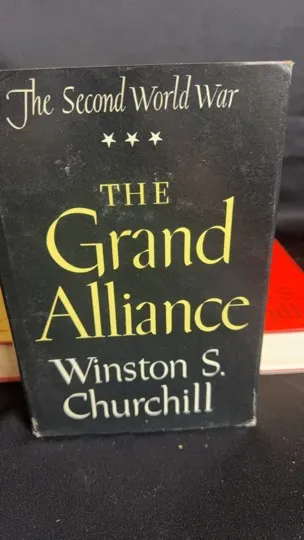 The Second World War
★ ★ ★
THE
Grand
Alliance
Winston S.
Churchill